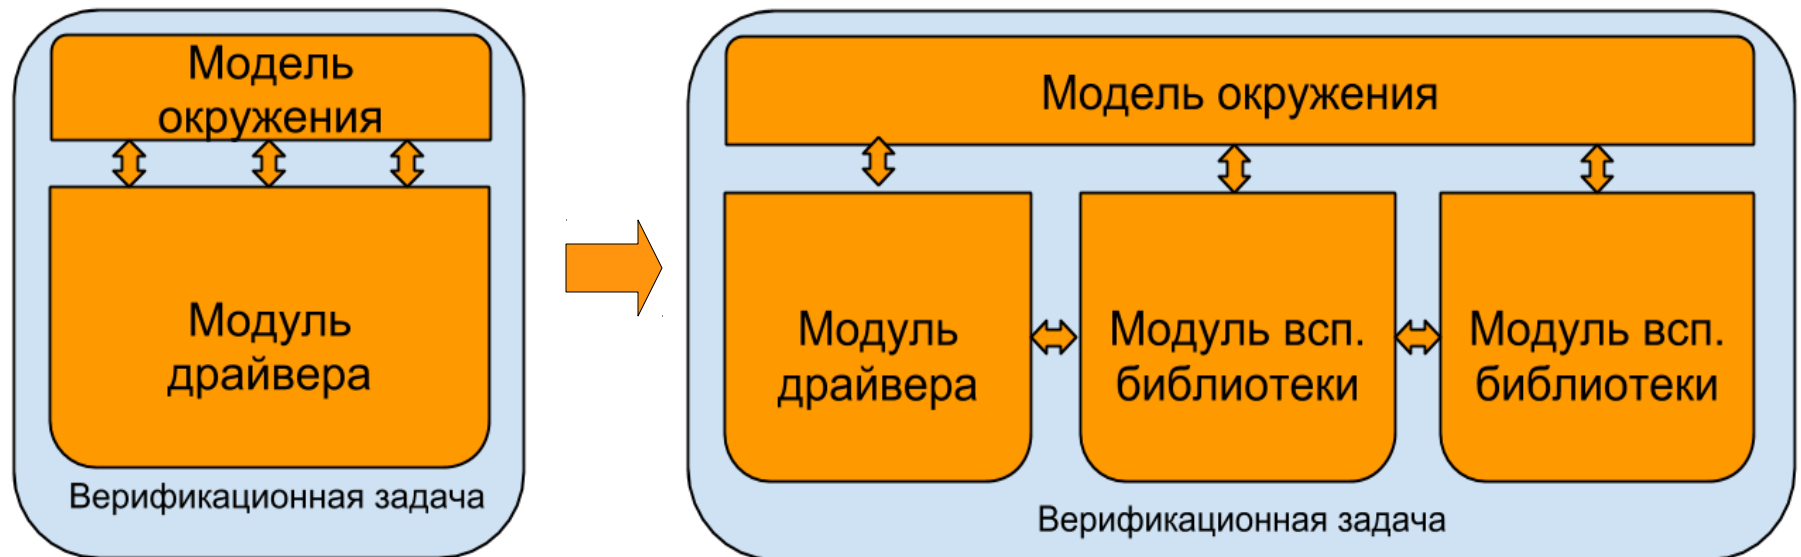 Модель
окружения
Модуль
драйвера
Верификационная задача
Модель окружения
Модуль
драйвера
Модуль всп.
библиотеки
Модуль всп.
библиотеки
Верификационная задача